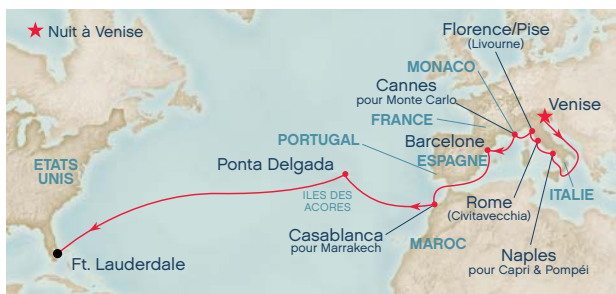 Nuit à Venise
Florence/Pise
(Livourne)
MONACO
Cannes
pour Monte Carlo
Venise
FRANCE
PORTUGAL
Barcelone
ESPAGNE
ETATS
UNIS
Ponta Delgada
ILES DES
ACORES
ITALIE
Rome
(Civitavecchia)
Casablanca
pour Marrakech
MAROC
Naples
pour Capri & Pompéi
Ft. Lauderdale